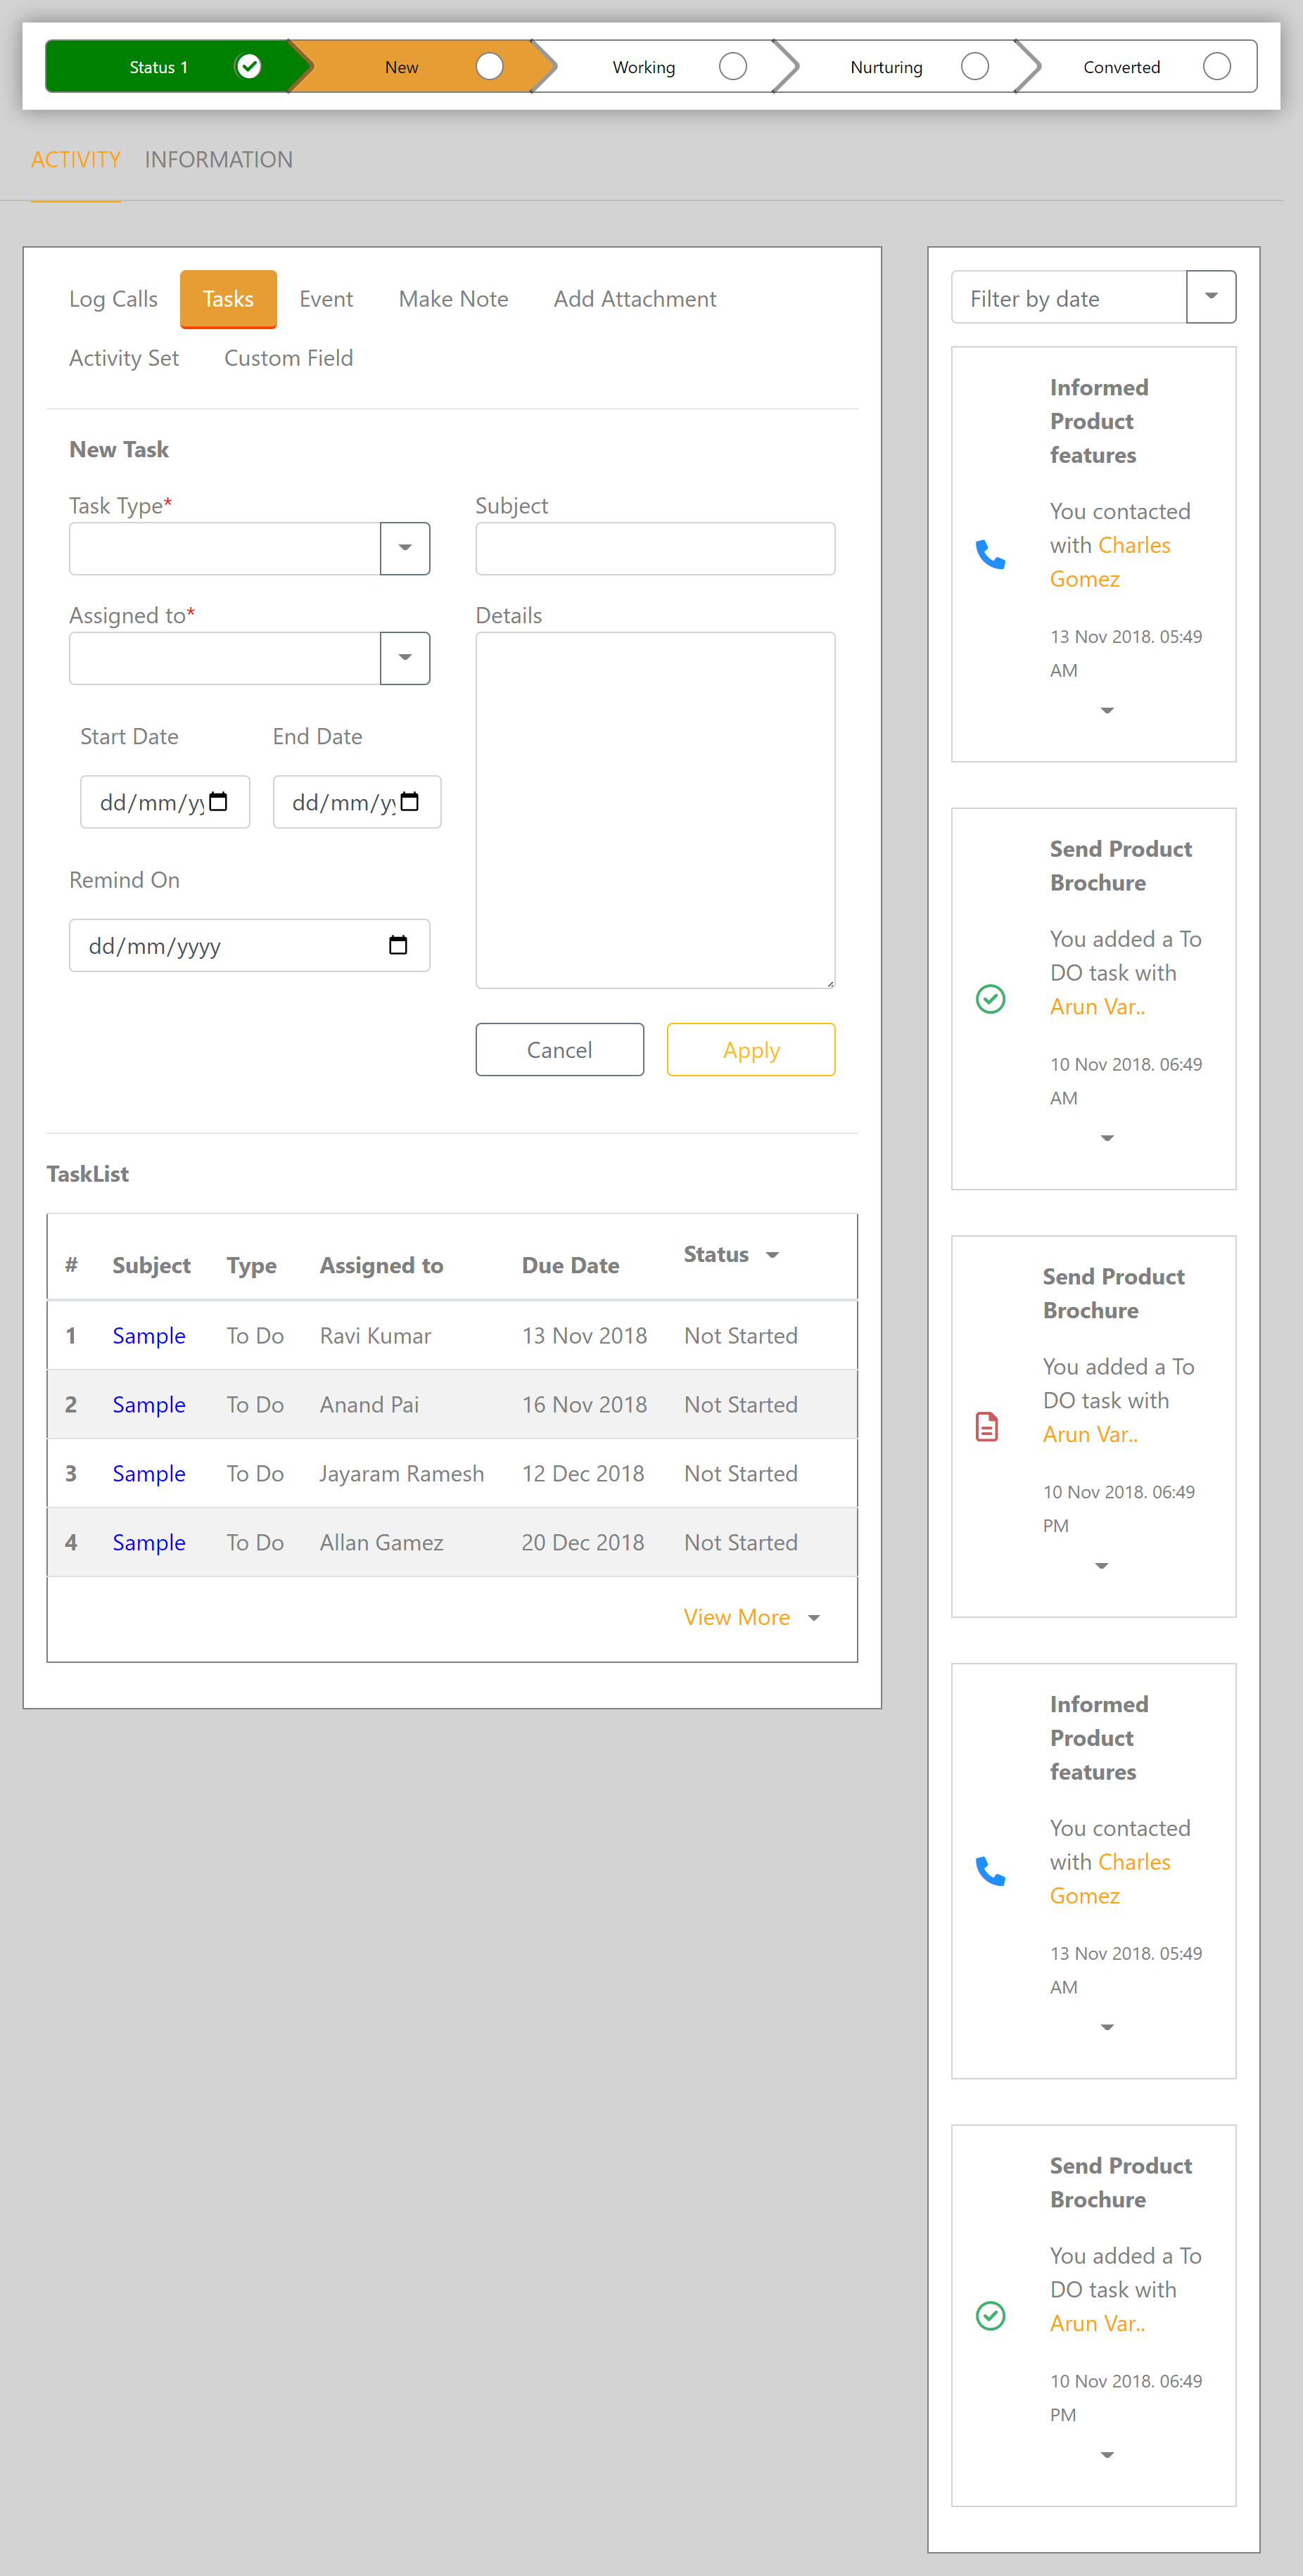 Status 1
New
Working
Nurturing
Converted
ACTIVITY INFORMATION
Log Calls
Tasks
Event
Make Note
Add Attachment
Activity Set
Custom Field
New Task
Task Type*
Subject
Assigned to*
Details
Start Date
End Date
dd/mm/yy
dd/mm/yy
Remind On
dd/mm/yyyy
Cancel
Apply
TaskList
# Subject Type Assigned to Due Date Status
1 Sample To Do Ravi Kumar 13 Nov 2018 Not Started
2 Sample To Do Anand Pai 16 Nov 2018 Not Started
3 Sample To Do Jayaram Ramesh 12 Dec 2018 Not Started
4 Sample To Do Allan Gamez 20 Dec 2018 Not Started
View More
Filter by date
Informed
Product
features
You contacted
with Charles
Gomez
13 Nov 2018. 05:49
AM
Send Product
Brochure
You added a To
DO task with
Arun Var..
10 Nov 2018. 06:49
AM
Send Product
Brochure
You added a To
DO task with
Arun Var..
10 Nov 2018. 06:49
PM
Informed
Product
features
You contacted
with Charles
Gomez
13 Nov 2018. 05:49
AM
Send Product
Brochure
You added a To
DO task with
Arun Var..
10 Nov 2018. 06:49
PM